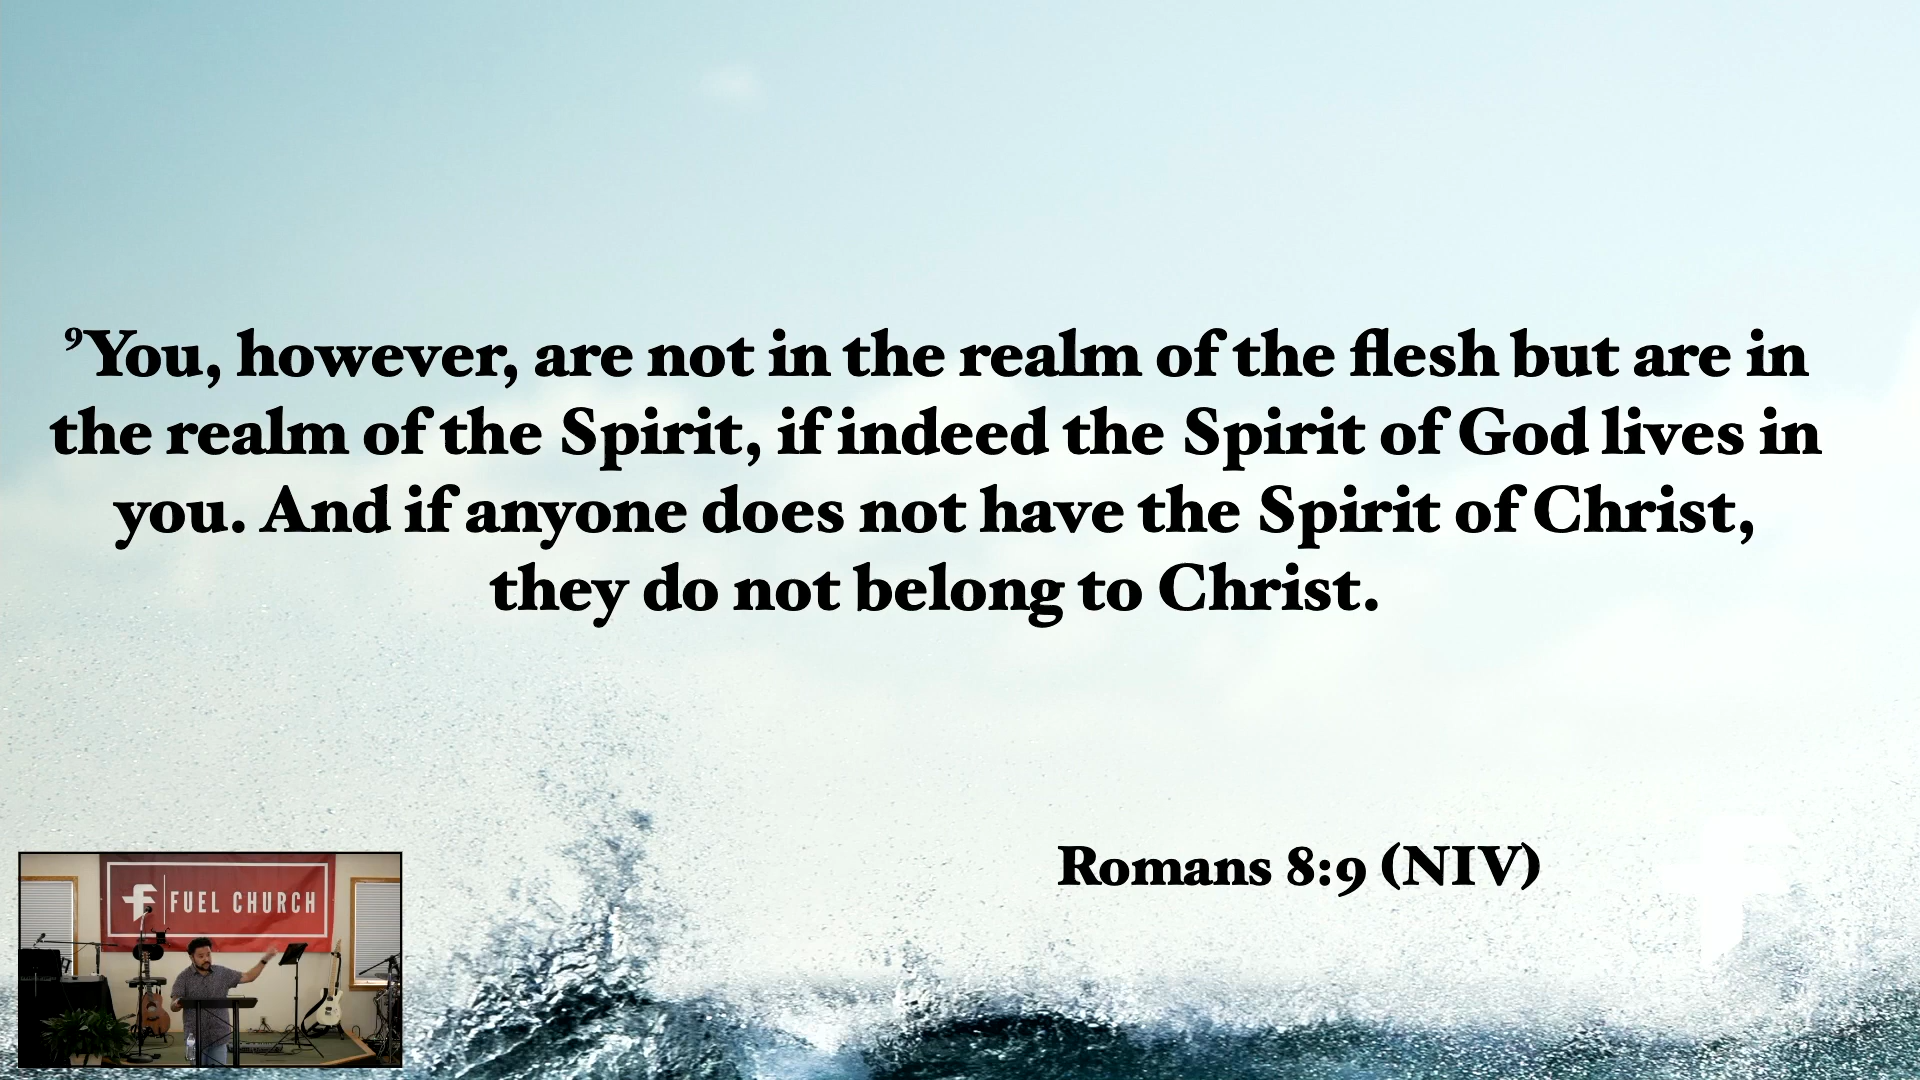 ⁹You, however, are not in the realm of the flesh but are in
the realm of the Spirit, if indeed the Spirit of God lives in
you. And if anyone does not have the Spirit of Christ,
they do not belong to Christ.
Romans 8:9 (NIV)
FUEL CHURCH